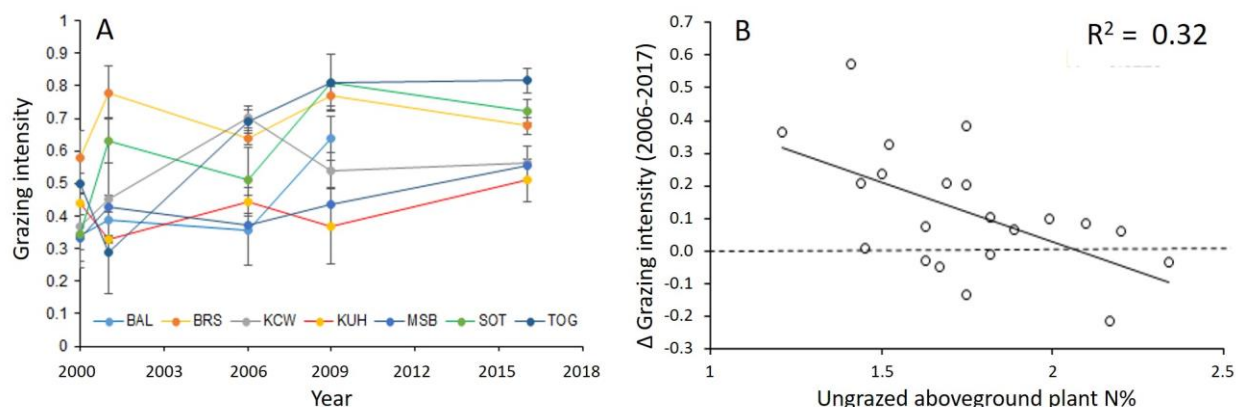 A
Grazing intensity
1
0.9
0.8
0.7
0.6
0.5
0.4
0.3
0.2
0.1
0
BAL BRS KCW KUH MSB SOT TOG
2000 2003 2006 2009 2012 2015 2018
Year
B
R² = 0.32
Δ Grazing intensity (2006-2017)
0.7
0.6
0.5
0.4
0.3
0.2
0.1
0.0
-0.1
-0.2
-0.3
1 1.5 2 2.5
Ungrazed aboveground plant N%